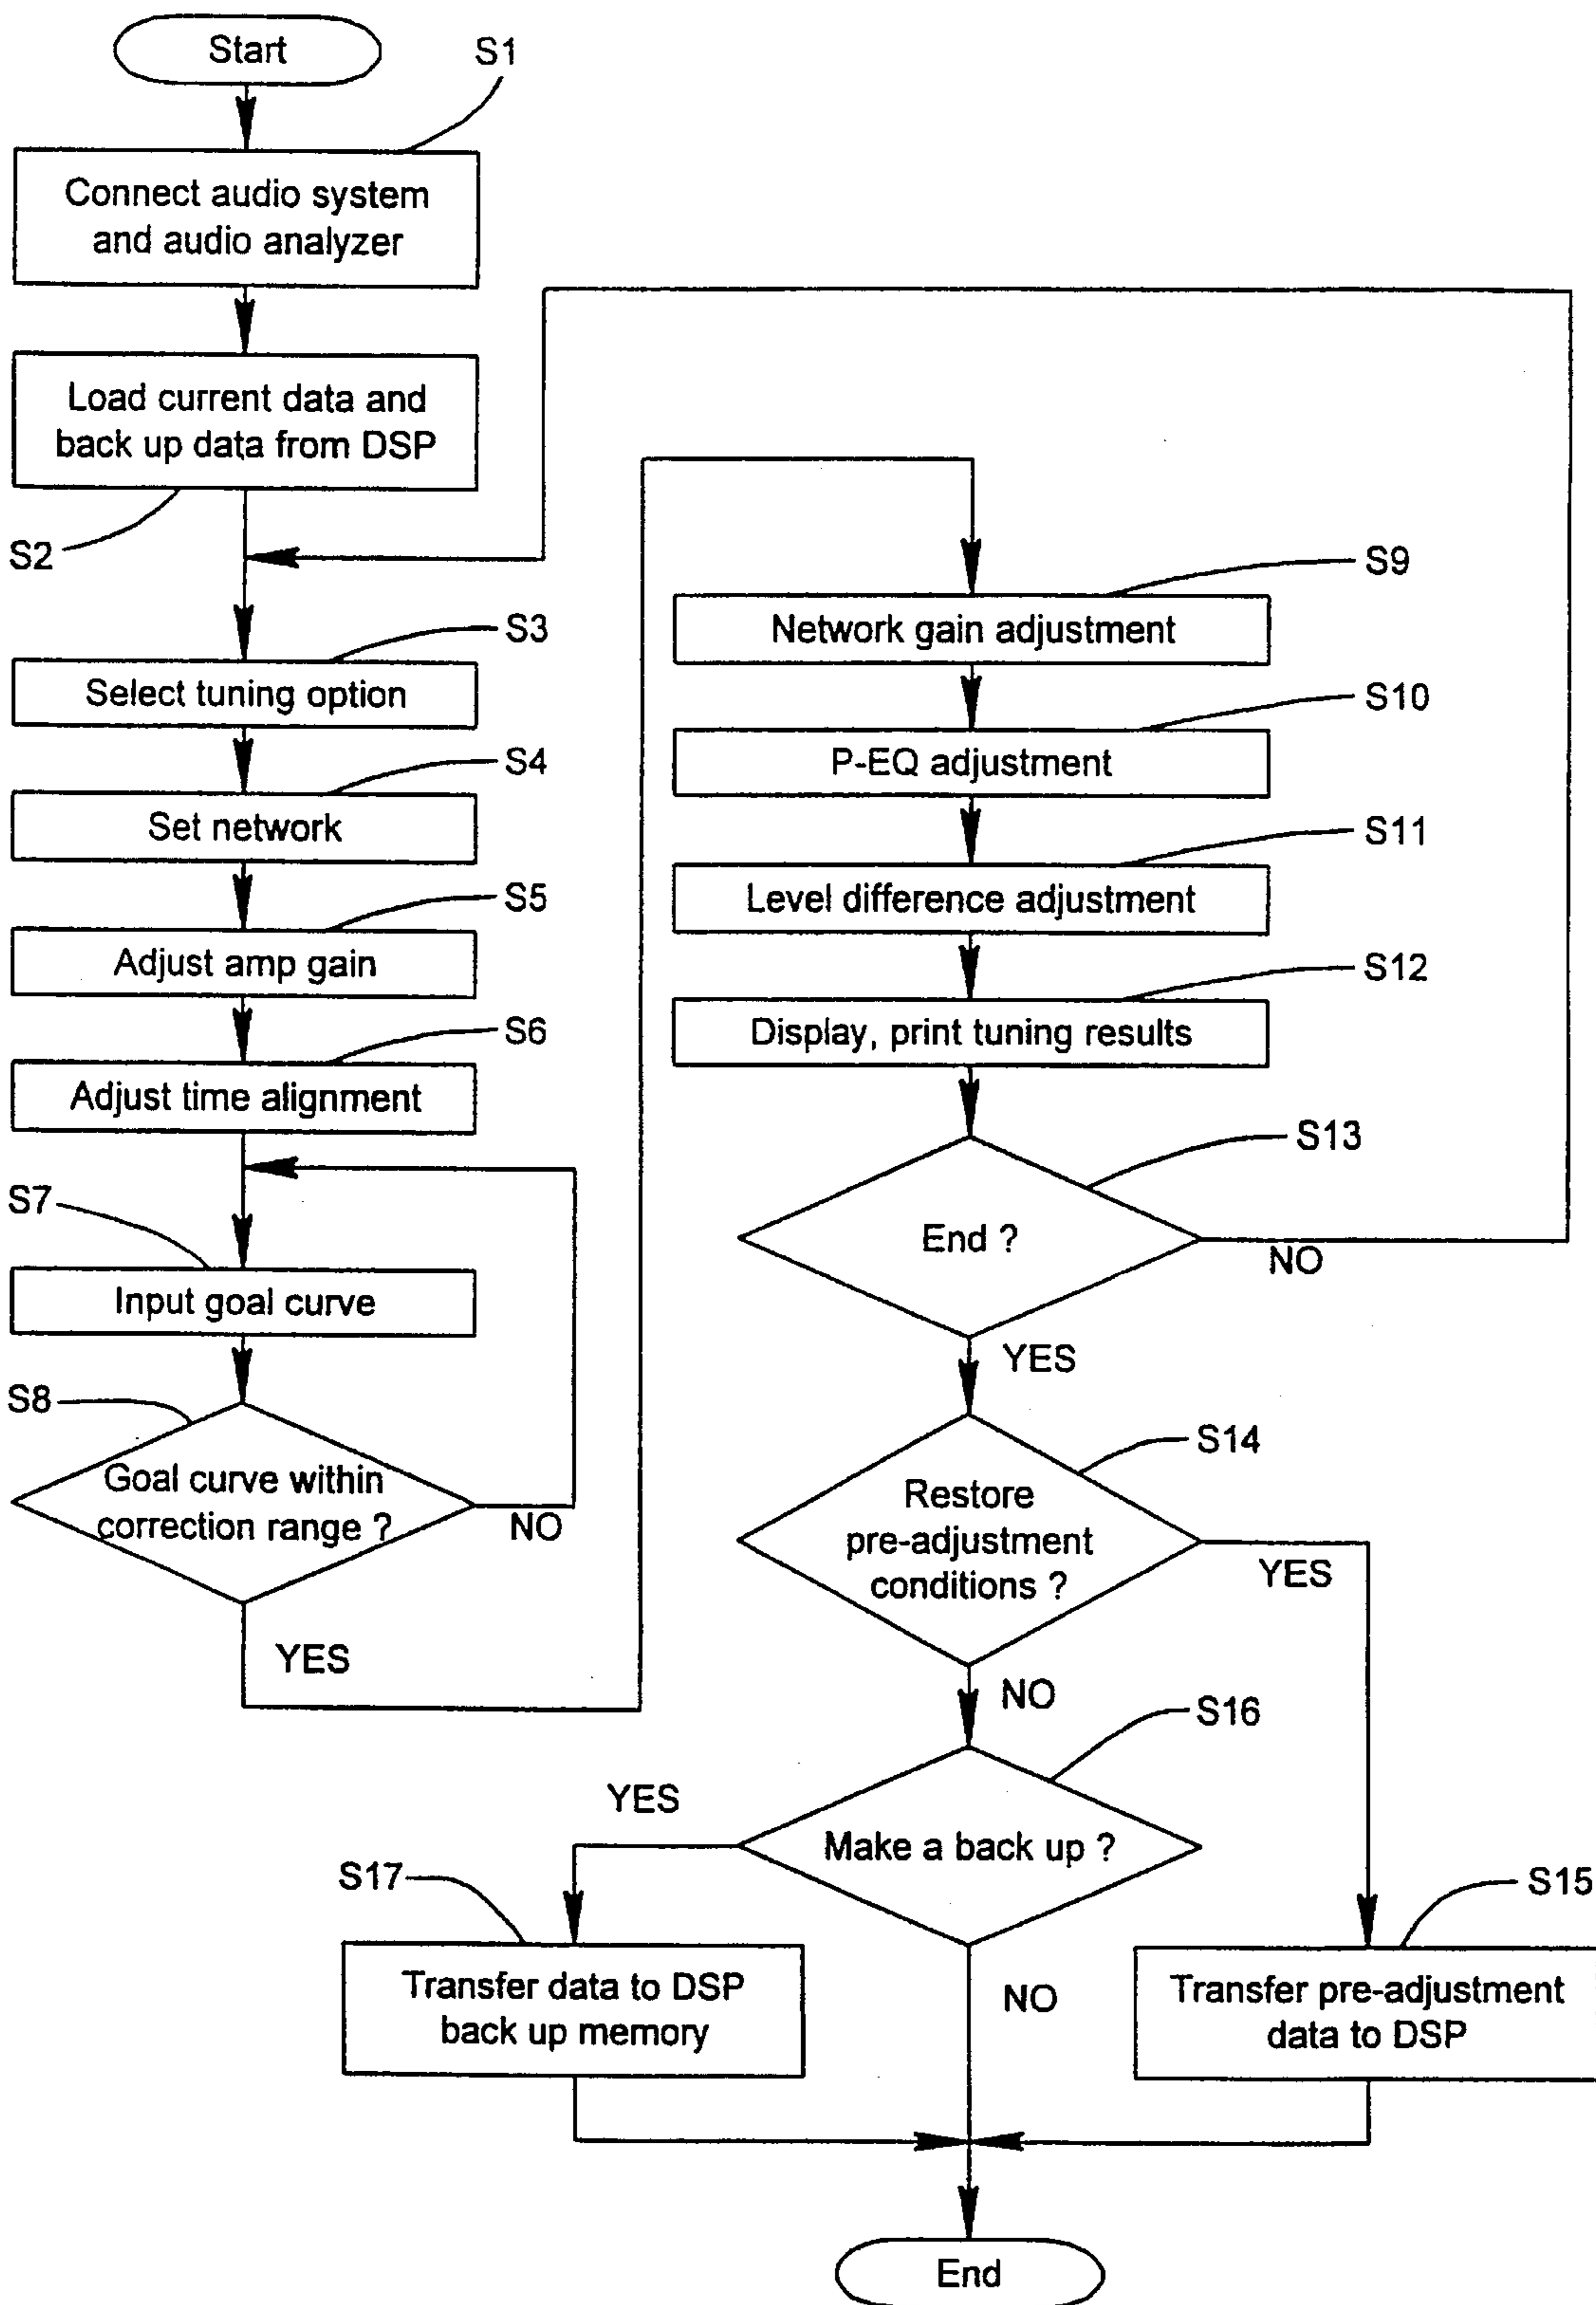 Start
S1
Connect audio system
and audio analyzer
Load current data and
back up data from DSP
S2
S3
Select tuning option
S4
Set network
S5
Adjust amp gain
S6
Adjust time alignment
S7
Input goal curve
S8
Goal curve within
correction range ?
NO
YES
S9
Network gain adjustment
S10
P-EQ adjustment
S11
Level difference adjustment
S12
Display, print tuning results
S13
End ?
NO
YES
S14
Restore
pre-adjustment
conditions ?
YES
NO
S16
YES
Make a back up ?
S17
S15
Transfer data to DSP
back up memory
NO
Transfer pre-adjustment
data to DSP
End